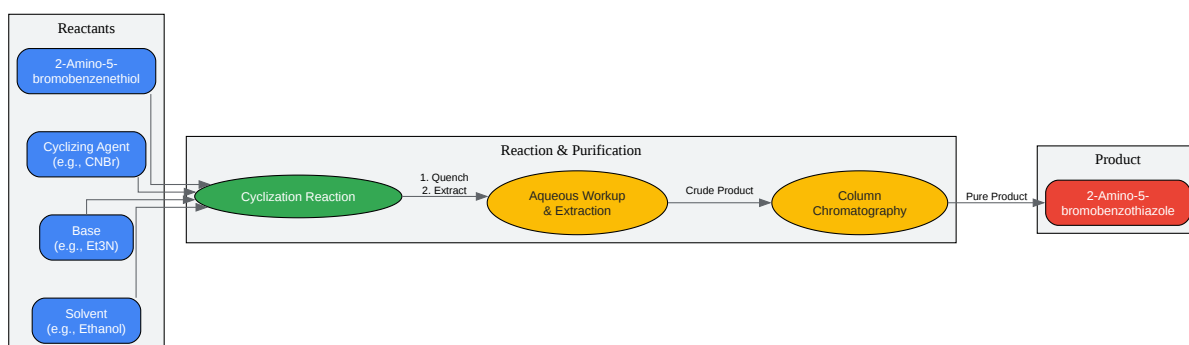 Reactants
2-Amino-5-
bromobenzenethiol
Cyclizing Agent
(e.g., CNBr)
Base
(e.g., Et3N)
Solvent
(e.g., Ethanol)
Reaction & Purification
Cyclization Reaction
1. Quench
2. Extract
Aqueous Workup
& Extraction
Crude Product
Column
Chromatography
Pure Product
Product
2-Amino-5-
bromobenzothiazole